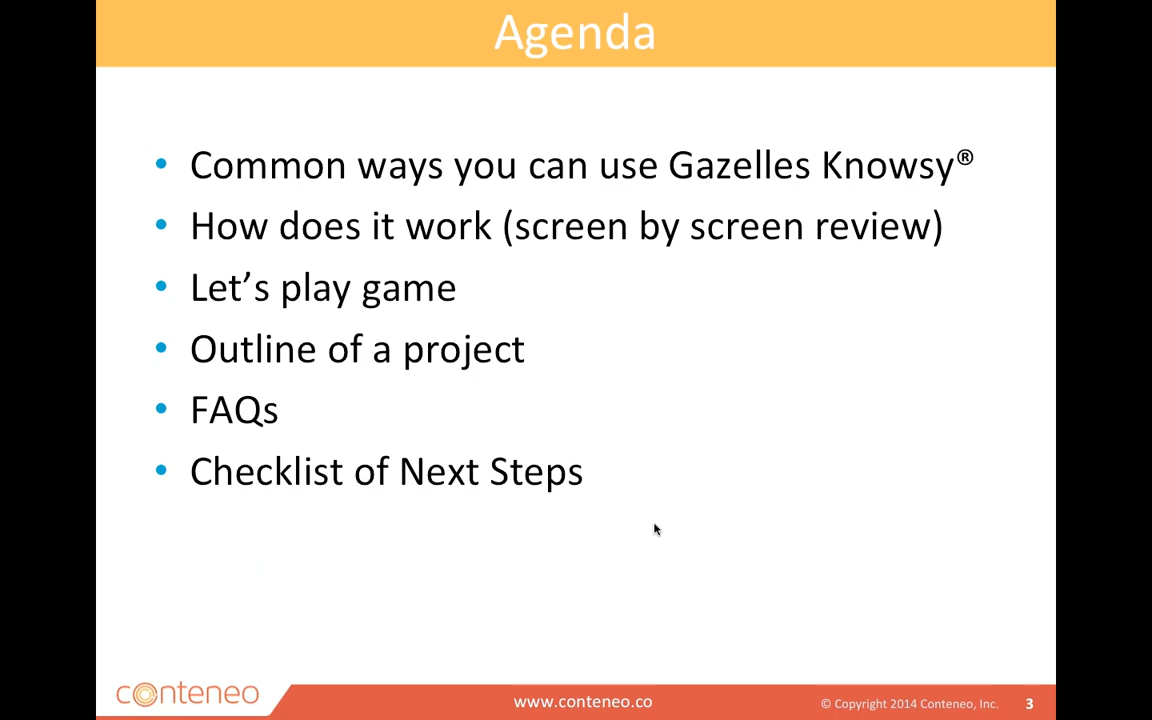 Agenda
• Common ways you can use Gazelles Knowsy®
• How does it work (screen by screen review)
• Let’s play game
• Outline of a project
• FAQs
• Checklist of Next Steps
conteneo
www.conteneo.co
© Copyright 2014 Conteneo, Inc.
3